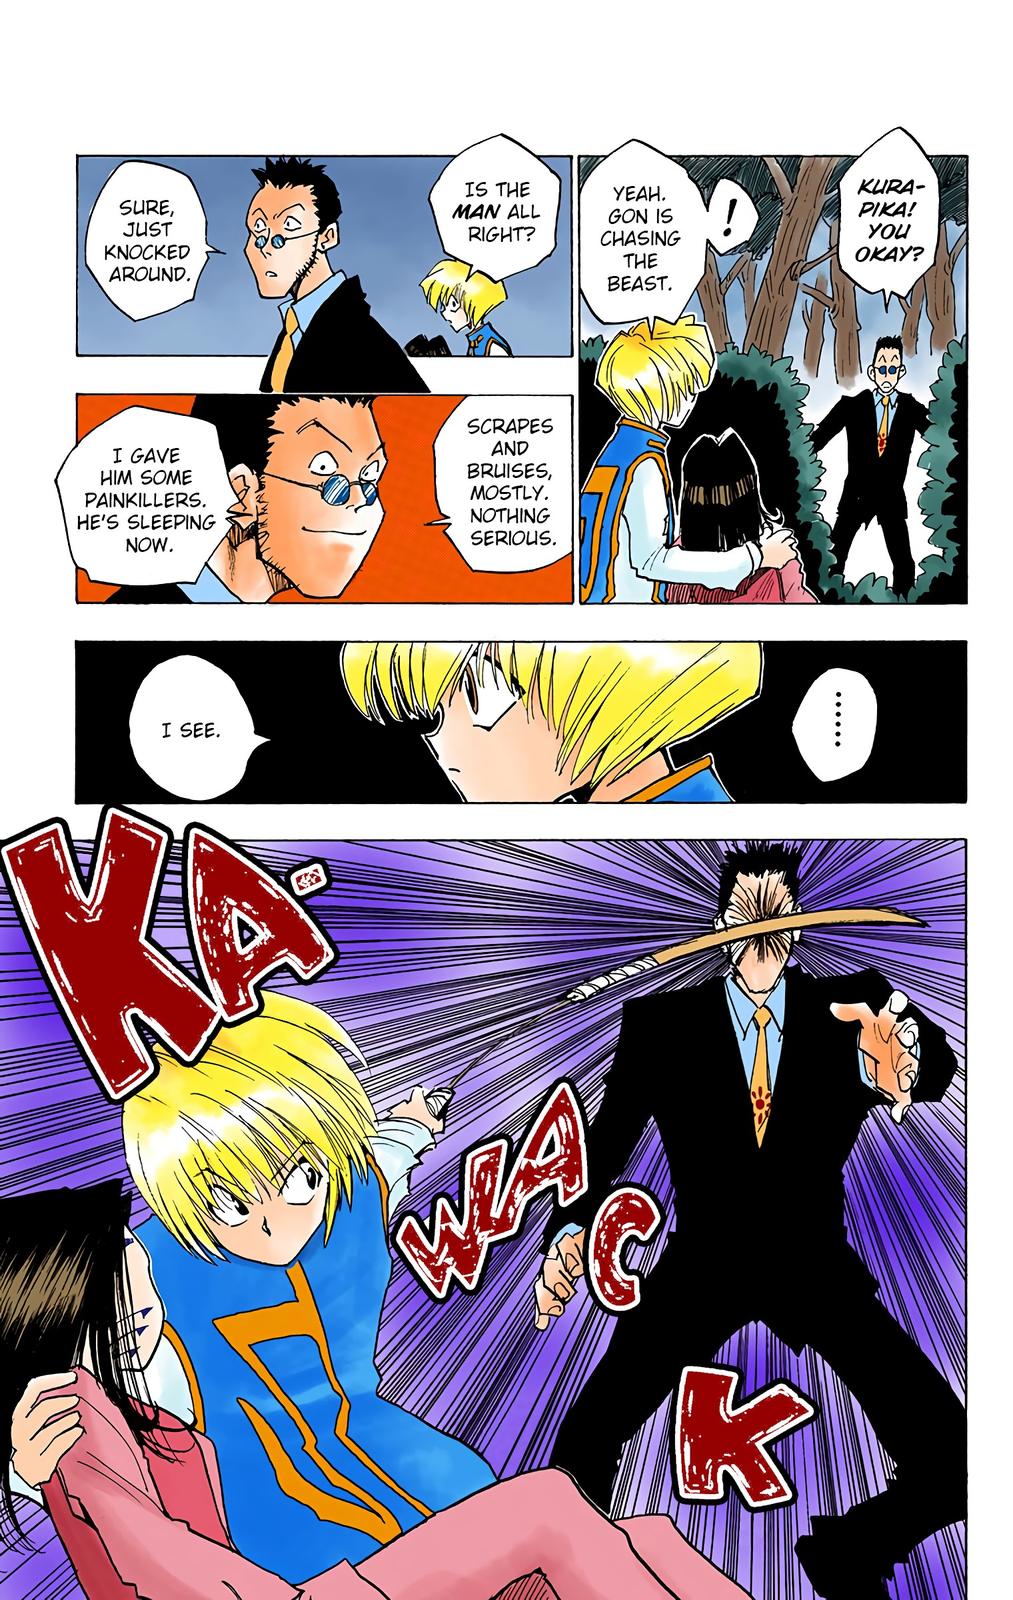 KURA-
PIKA!
YOU
OKAY?
!
YEAH.
GON IS
CHASING
THE
BEAST.
IS THE
MAN ALL
RIGHT?
SURE,
JUST
KNOCKED
AROUND.
SCRAPES
AND
BRUISES,
MOSTLY.
NOTHING
SERIOUS.
I GAVE
HIM SOME
PAINKILLERS.
HE'S SLEEPING
NOW.
.......
I SEE.
KA-
WACK